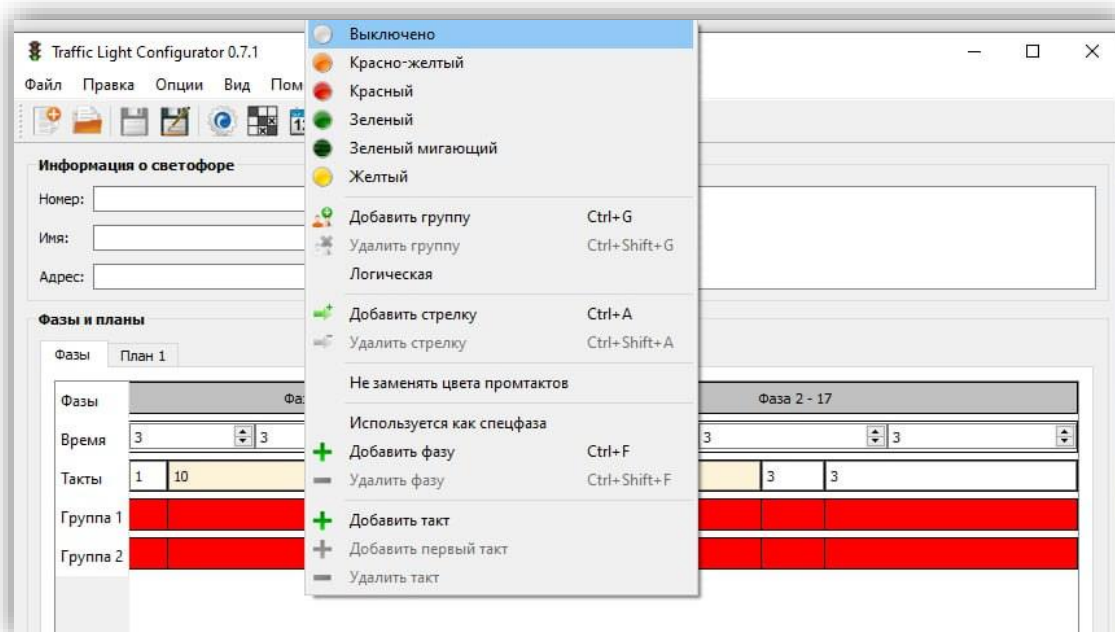 Traffic Light Configurator 0.7.1
Файл Правка Опции Вид Пом
Информация о светофоре
Номер:
Имя:
Адрес:
Выключено
Красно-желтый
Красный
Зеленый
Зеленый мигающий
Желтый
Добавить группу Ctrl+G
Удалить группу Ctrl+Shift+G
Логическая
Добавить стрелку Ctrl+A
Удалить стрелку Ctrl+Shift+A
Не заменять цвета промтактов
Используется как спецфаза
Добавить фазу Ctrl+F
Удалить фазу Ctrl+Shift+F
Добавить такт
Добавить первый такт
Удалить такт
Фазы и планы
Фазы План 1
Фазы Фа Фаза 2 - 17
Время 3 3 3 3
Такты 1 10 3 3
Группа 1
Группа 2